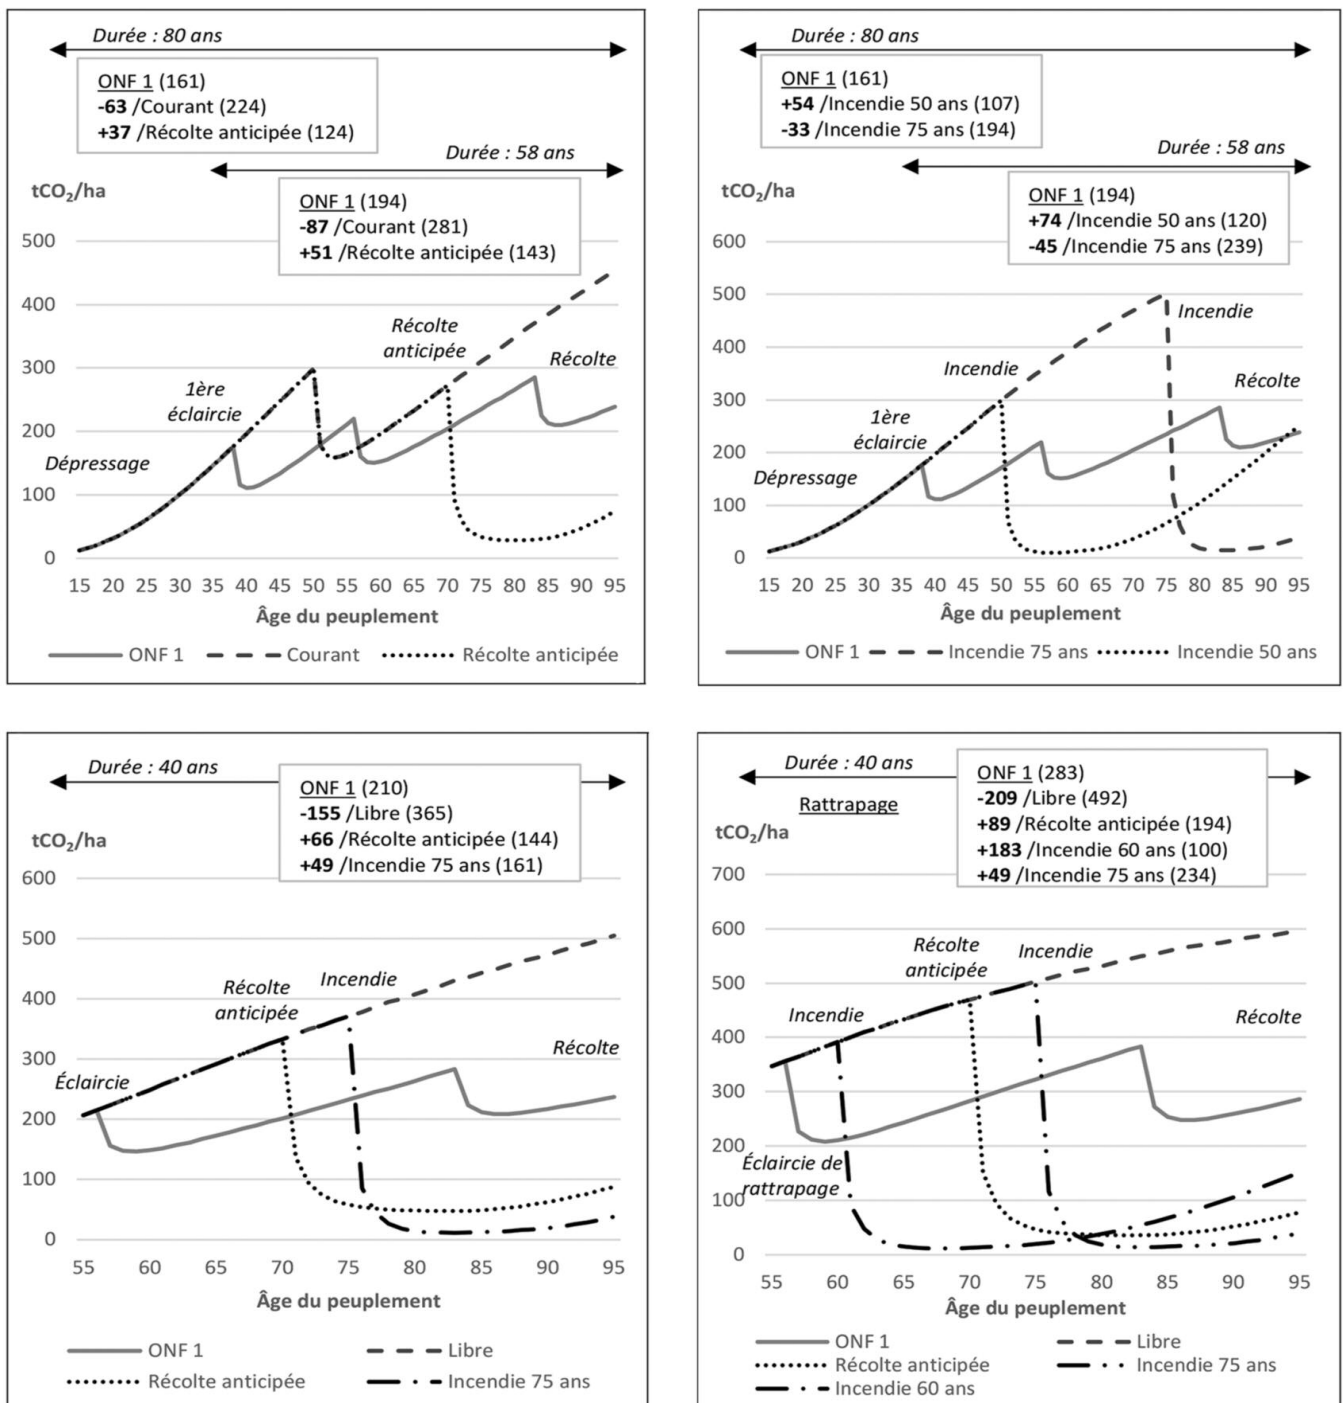 Durée : 80 ans
ONF 1 (161)
-63 /Courant (224)
+37 /Récolte anticipée (124)
Durée : 58 ans
tCO₂/ha
ONF 1 (194)
-87 /Courant (281)
+51 /Récolte anticipée (143)
500
400
300
200
100
0
Récolte
anticipée
Récolte
1ère
éclaircie
Dépressage
15 20 25 30 35 40 45 50 55 60 65 70 75 80 85 90 95
Âge du peuplement
ONF 1 Courant Récolte anticipée
Durée : 80 ans
ONF 1 (161)
+54 /Incendie 50 ans (107)
-33 /Incendie 75 ans (194)
Durée : 58 ans
tCO₂/ha
ONF 1 (194)
+74 /Incendie 50 ans (120)
-45 /Incendie 75 ans (239)
600
500
400
300
200
100
0
Incendie
Incendie
Récolte
1ère
éclaircie
Dépressage
15 20 25 30 35 40 45 50 55 60 65 70 75 80 85 90 95
Âge du peuplement
ONF 1 Incendie 75 ans Incendie 50 ans
Durée : 40 ans
ONF 1 (210)
-155 /Libre (365)
+66 /Récolte anticipée (144)
+49 /Incendie 75 ans (161)
tCO₂/ha
600
500
400
300
200
100
0
Récolte
anticipée
Incendie
Récolte
Éclaircie
55 60 65 70 75 80 85 90 95
Âge du peuplement
ONF 1 Libre
Récolte anticipée Incendie 75 ans
Durée : 40 ans
Rattrapage
ONF 1 (283)
-209 /Libre (492)
+89 /Récolte anticipée (194)
+183 /Incendie 60 ans (100)
+49 /Incendie 75 ans (234)
tCO₂/ha
700
600
500
400
300
200
100
0
Récolte
anticipée
Incendie
Incendie
Récolte
Éclaircie de
rattrapage
55 60 65 70 75 80 85 90 95
Âge du peuplement
ONF 1 Libre
Récolte anticipée Incendie 75 ans
Incendie 60 ans